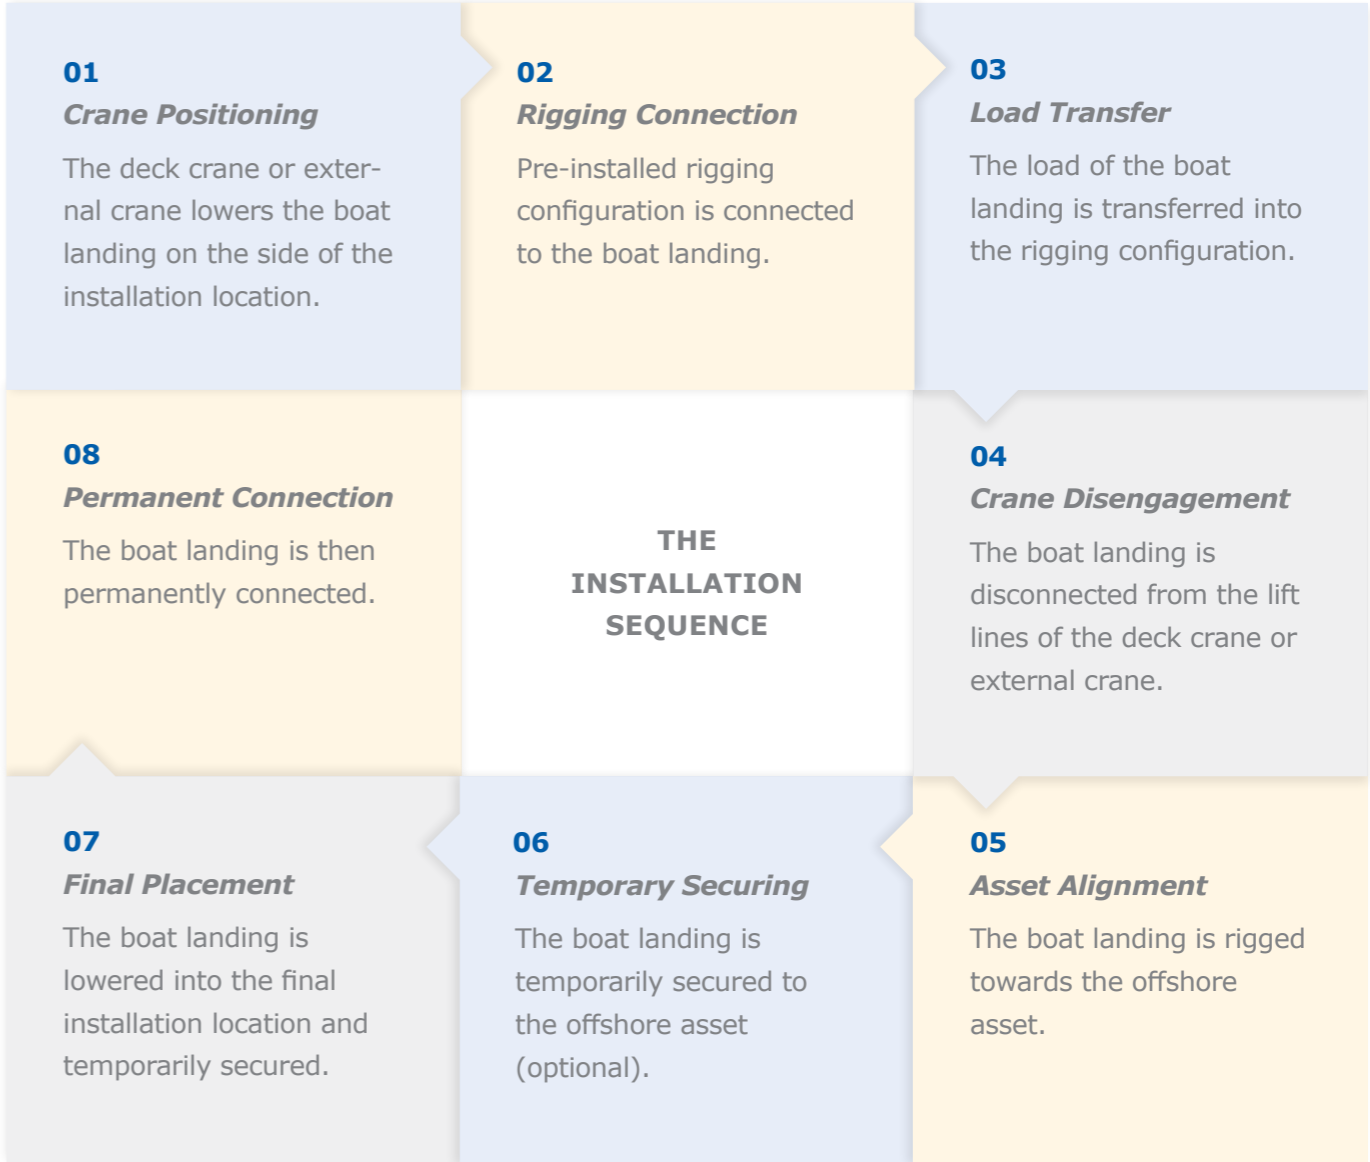 01
Crane Positioning
The deck crane or exter-
nal crane lowers the boat
landing on the side of the
installation location.
02
Rigging Connection
Pre-installed rigging
configuration is connected
to the boat landing.
03
Load Transfer
The load of the boat
landing is transferred into
the rigging configuration.
08
Permanent Connection
The boat landing is then
permanently connected.
THE
INSTALLATION
SEQUENCE
04
Crane Disengagement
The boat landing is
disconnected from the lift
lines of the deck crane or
external crane.
07
Final Placement
The boat landing is
lowered into the final
installation location and
temporarily secured.
06
Temporary Securing
The boat landing is
temporarily secured to
the offshore asset
(optional).
05
Asset Alignment
The boat landing is rigged
towards the offshore
asset.